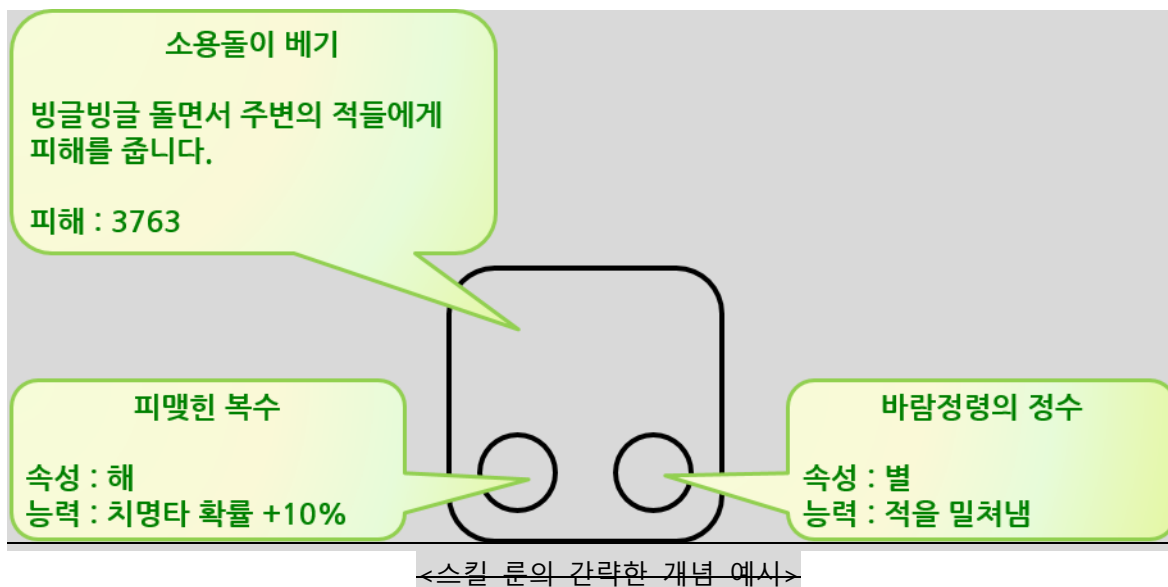 소용돌이 베기
빙글빙글 돌면서 주변의 적들에게
피해를 줍니다.
피해 : 3763
피맺힌 복수
속성 : 해
능력 : 치명타 확률 +10%
바람정령의 정수
속성 : 별
능력 : 적을 밀쳐냄
<스킬 룬의 간략한 개념 예시>